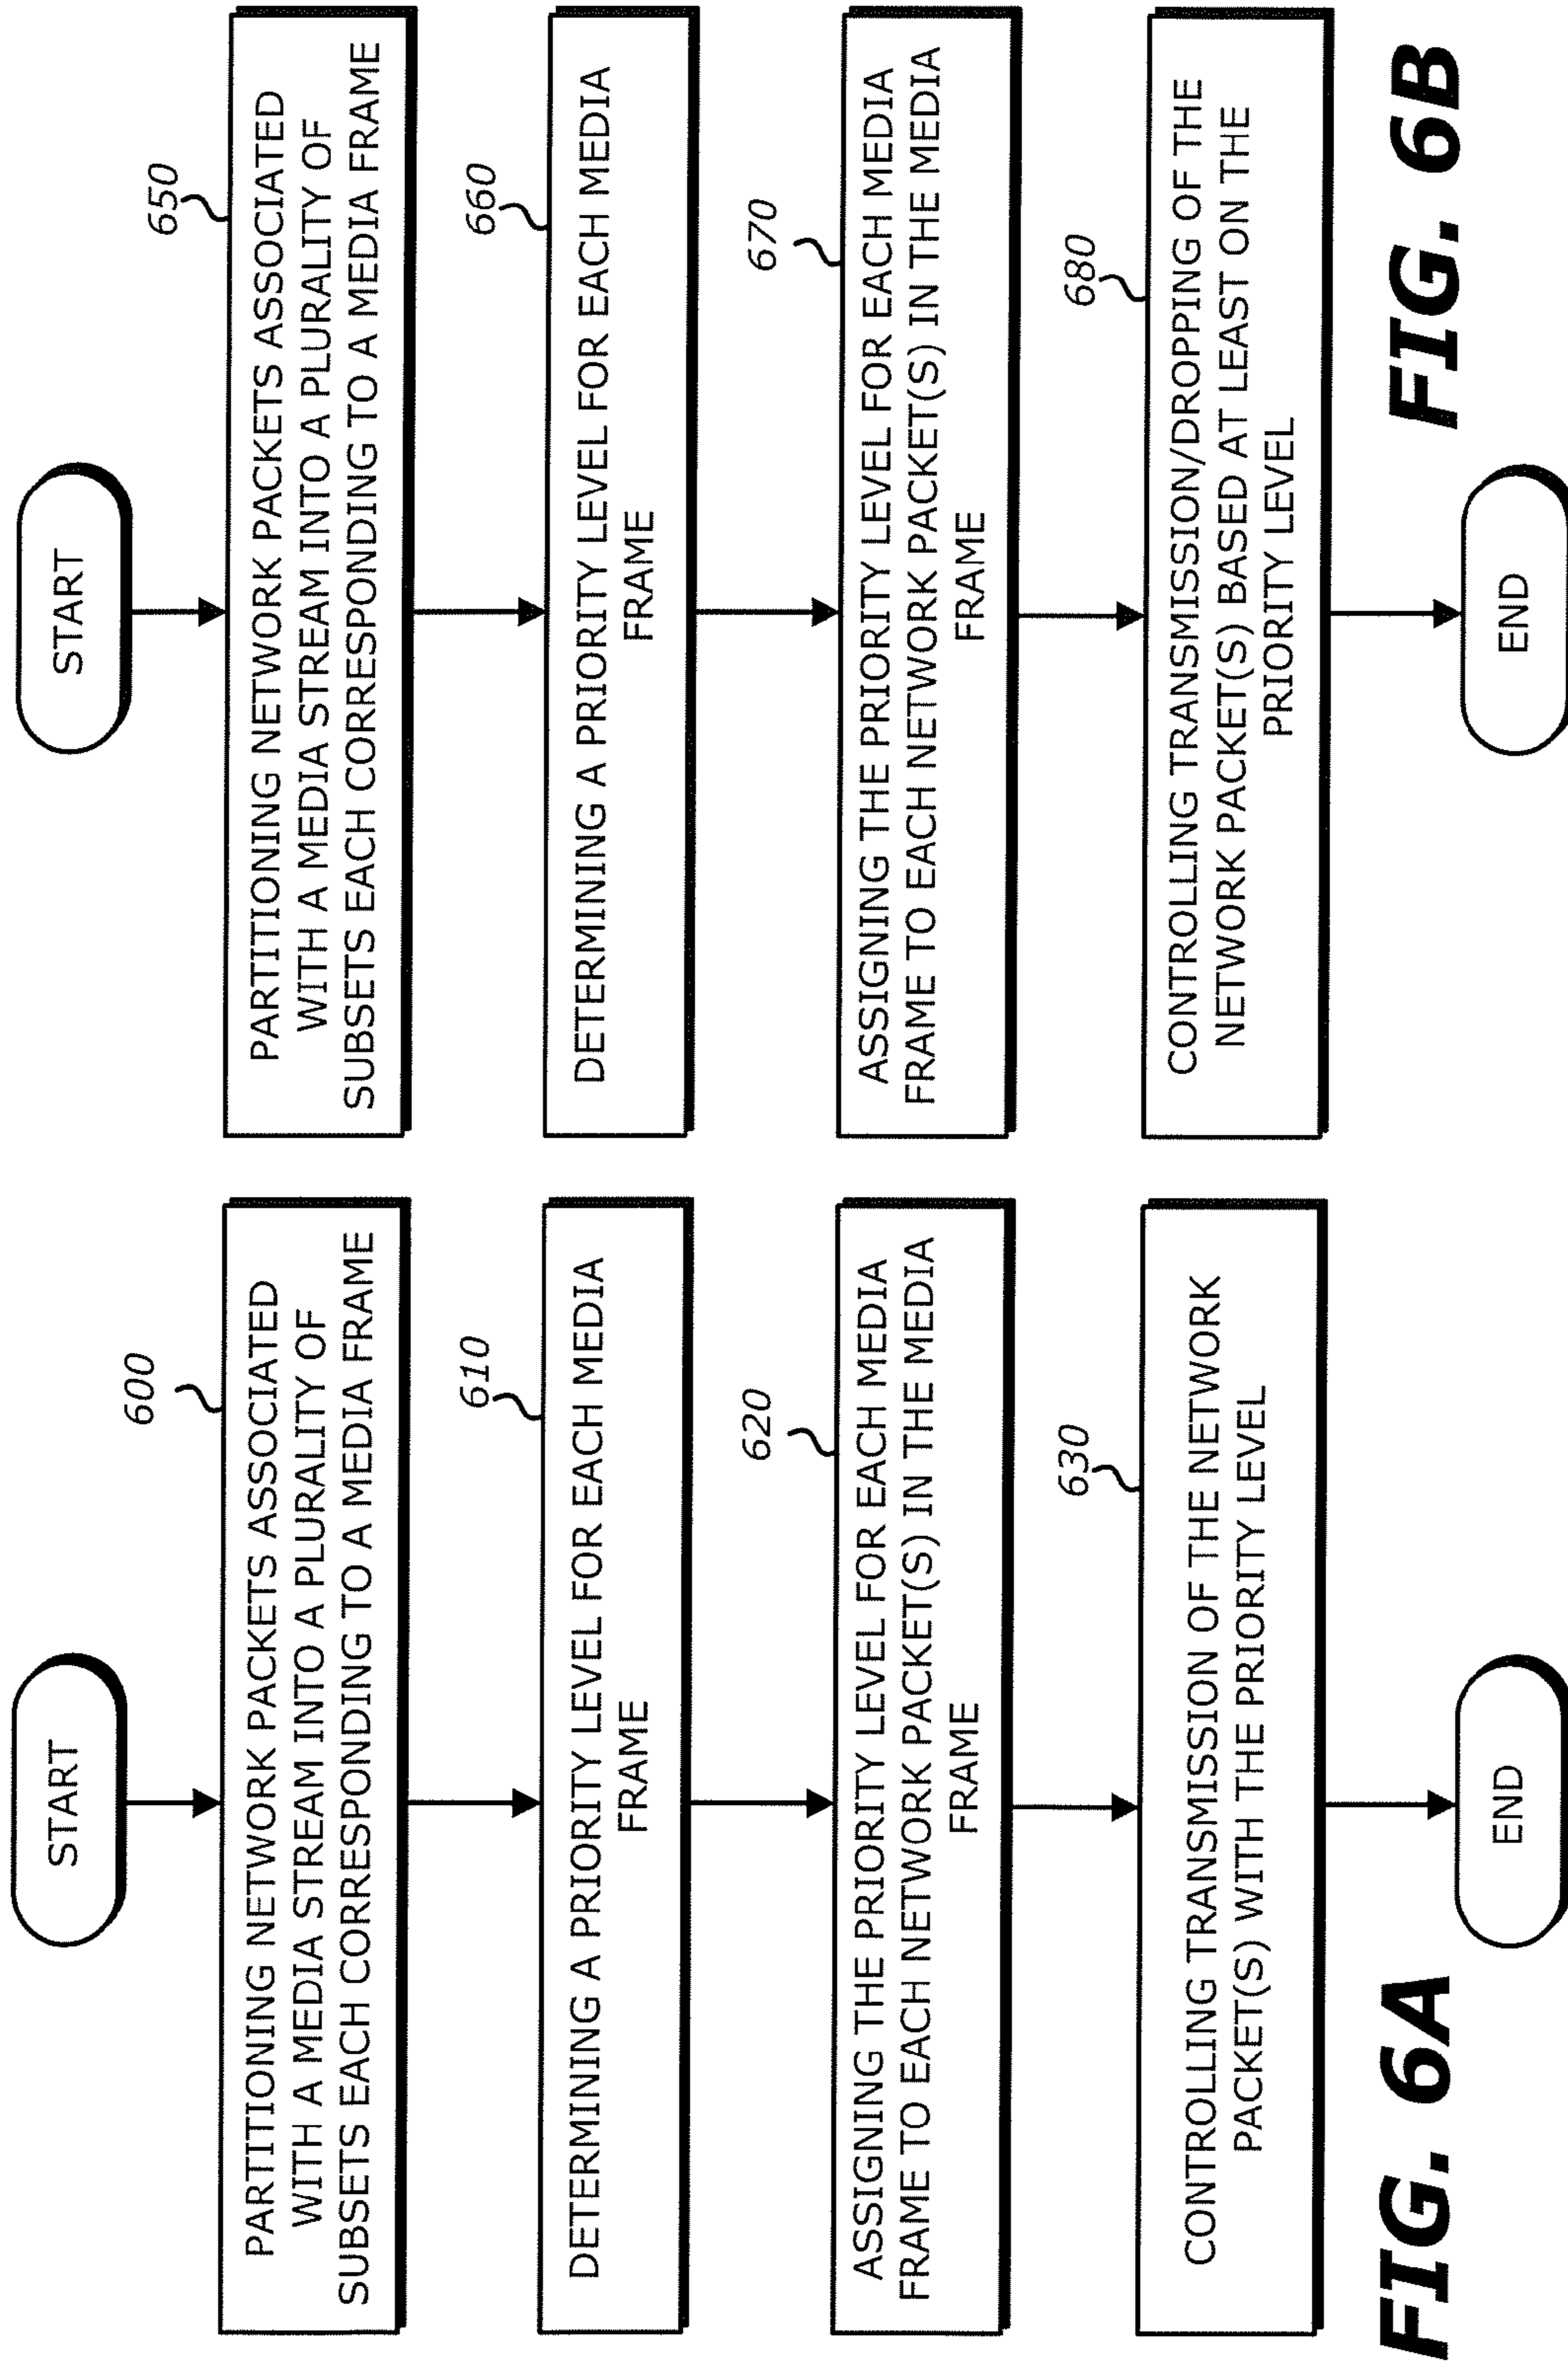 START
600
PARTITIONING NETWORK PACKETS ASSOCIATED
WITH A MEDIA STREAM INTO A PLURALITY OF
SUBSETS EACH CORRESPONDING TO A MEDIA FRAME
610
DETERMINING A PRIORITY LEVEL FOR EACH MEDIA
FRAME
620
ASSIGNING THE PRIORITY LEVEL FOR EACH MEDIA
FRAME TO EACH NETWORK PACKET(S) IN THE MEDIA
FRAME
630
CONTROLLING TRANSMISSION OF THE NETWORK
PACKET(S) WITH THE PRIORITY LEVEL
END
FIG. 6A
START
650
PARTITIONING NETWORK PACKETS ASSOCIATED
WITH A MEDIA STREAM INTO A PLURALITY OF
SUBSETS EACH CORRESPONDING TO A MEDIA FRAME
660
DETERMINING A PRIORITY LEVEL FOR EACH MEDIA
FRAME
670
ASSIGNING THE PRIORITY LEVEL FOR EACH MEDIA
FRAME TO EACH NETWORK PACKET(S) IN THE MEDIA
FRAME
680
CONTROLLING TRANSMISSION/DROPPING OF THE
NETWORK PACKET(S) BASED AT LEAST ON THE
PRIORITY LEVEL
END
FIG. 6B